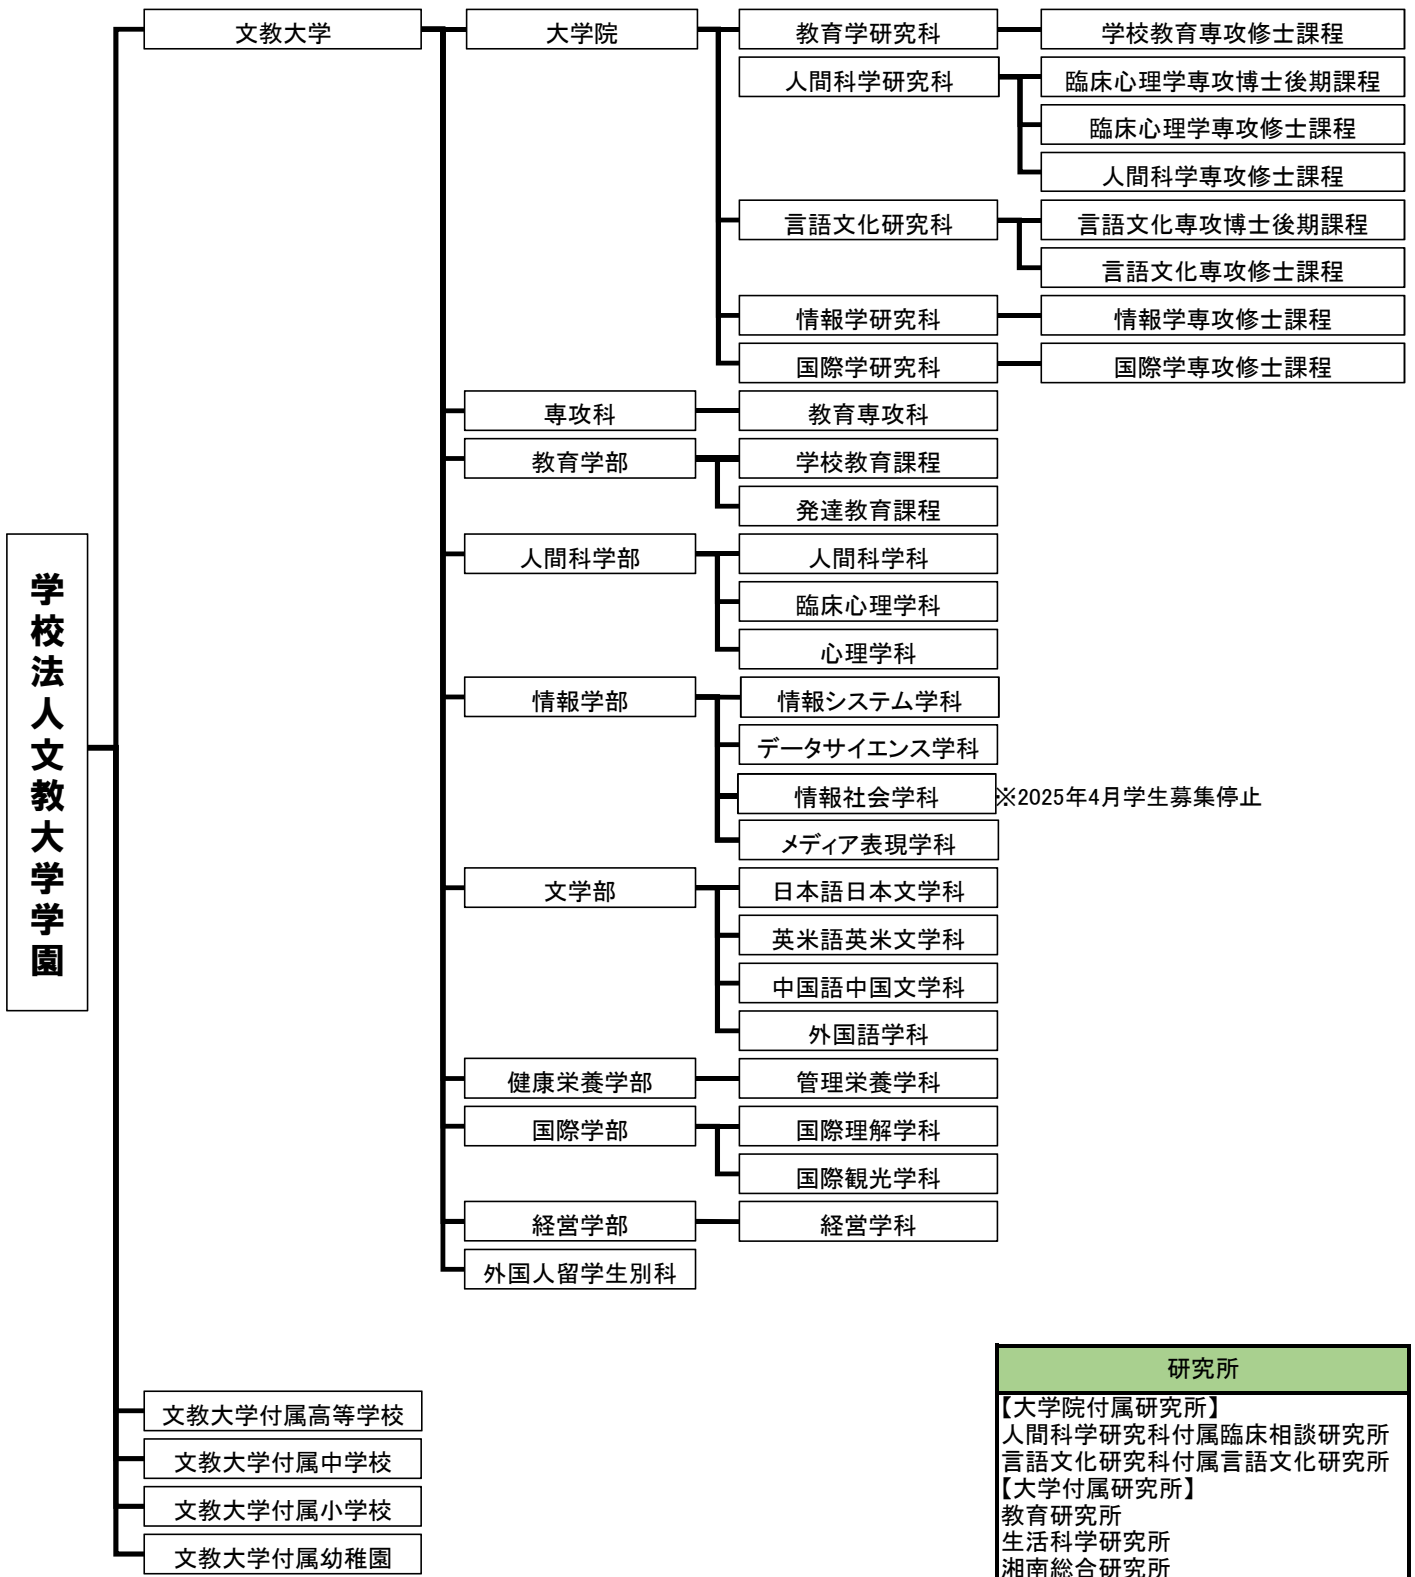 学校法人文教大学学園
文教大学
大学院
教育学研究科
学校教育専攻修士課程
人間科学研究科
臨床心理学専攻博士後期課程
臨床心理学専攻修士課程
人間科学専攻修士課程
言語文化研究科
言語文化専攻博士後期課程
言語文化専攻修士課程
情報学研究科
情報学専攻修士課程
国際学研究科
国際学専攻修士課程
専攻科
教育専攻科
教育学部
学校教育課程
発達教育課程
人間科学部
人間科学科
臨床心理学科
心理学科
情報学部
情報システム学科
データサイエンス学科
情報社会学科
※2025年4月学生募集停止
メディア表現学科
文学部
日本語日本文学科
英米語英米文学科
中国語中国文学科
外国語学科
健康栄養学部
管理栄養学科
国際学部
国際理解学科
国際観光学科
経営学部
経営学科
外国人留学生別科
文教大学付属高等学校
文教大学付属中学校
文教大学付属小学校
文教大学付属幼稚園
研究所
【大学院付属研究所】
人間科学研究科付属臨床相談研究所
言語文化研究科付属言語文化研究所
【大学付属研究所】
教育研究所
生活科学研究所
湘南総合研究所